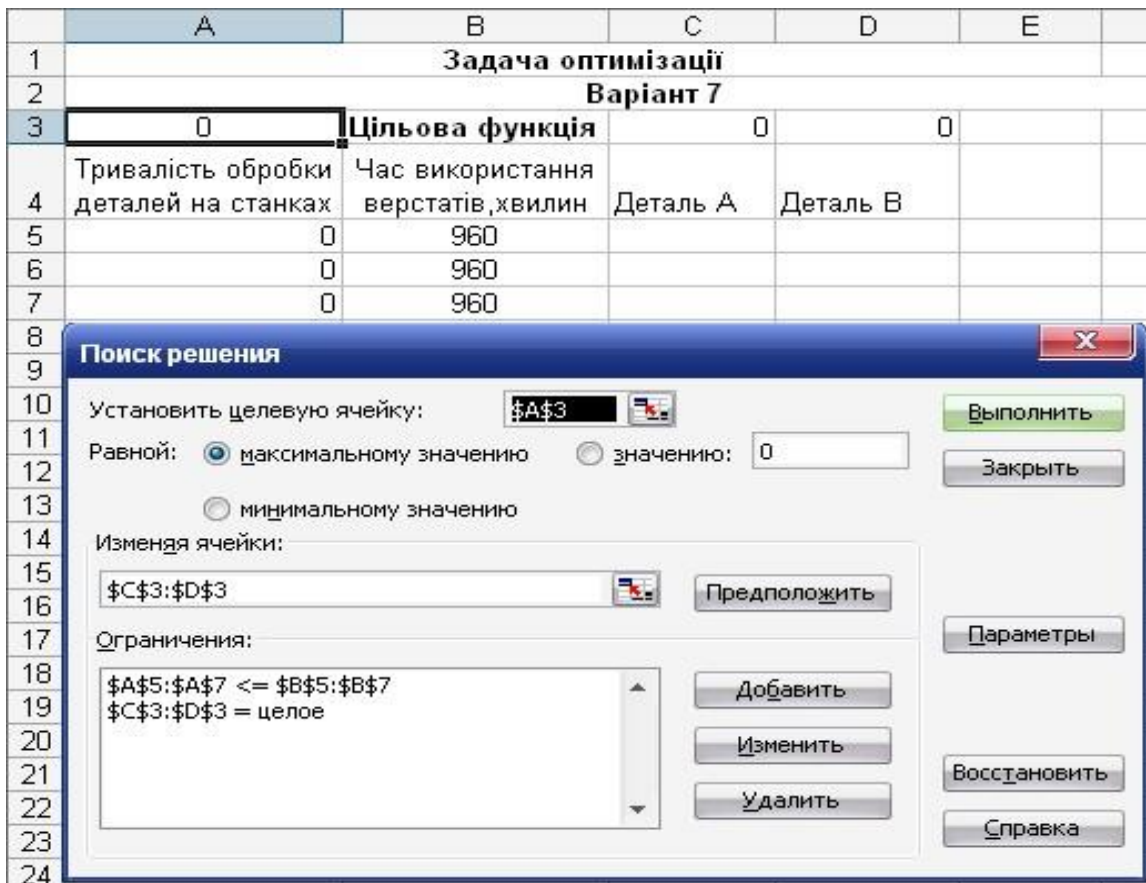 A B C D E
1 Задача оптимізації
2 Варіант 7
3 0 Цільова функція 0 0
Тривалість обробки Час використання
4 деталей на станках верстатів,хвилин Деталь А Деталь В
5 0 960
6 0 960
7 0 960
8
Поиск решения
9
10 Установить целевую ячейку: $A$3 Выполнить
11
Равной: максимальному значению значению: 0
12 Закрыть
13 минимальному значению
14 Изменяя ячейки:
15
$C$3:$D$3 Предположить
16
17 Ограничения: Параметры
18 $A$5:$A$7 <= $B$5:$B$7 Добавить
19 $C$3:$D$3 = целое
20 Изменить
21 Восстановить
22 Удалить
23 Справка
24